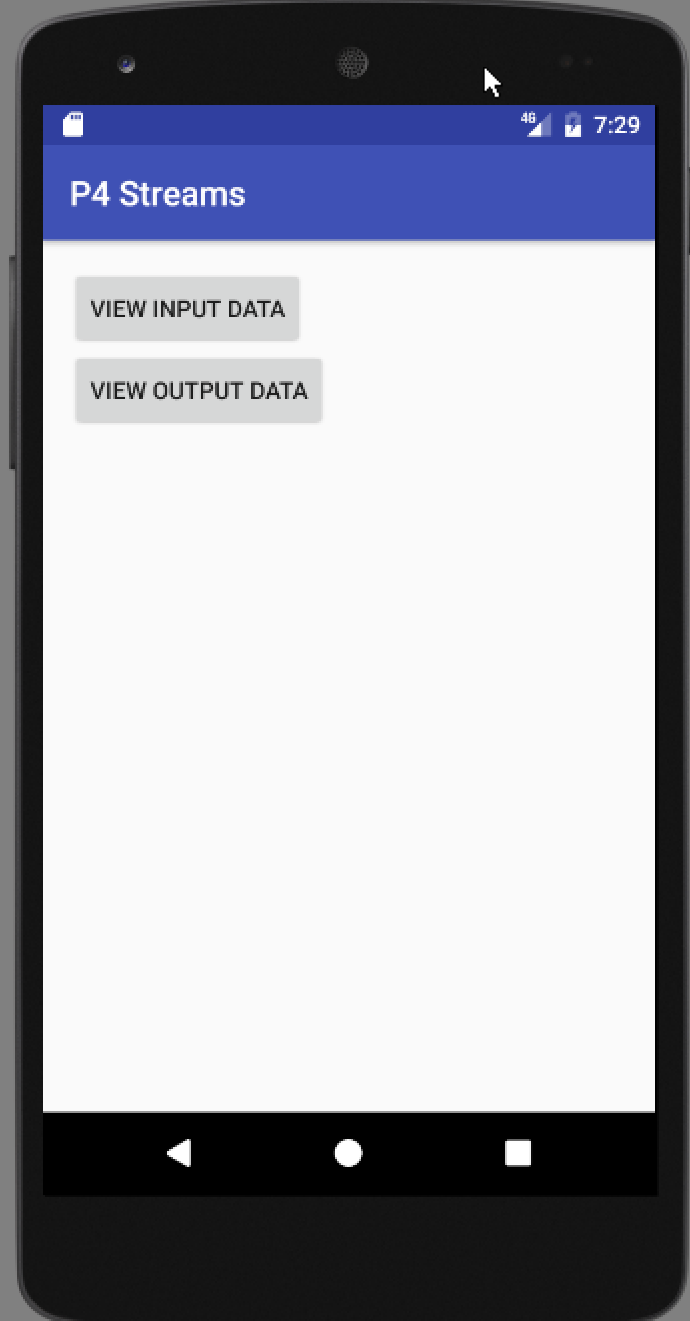 4G 7:29
P4 Streams
VIEW INPUT DATA
VIEW OUTPUT DATA